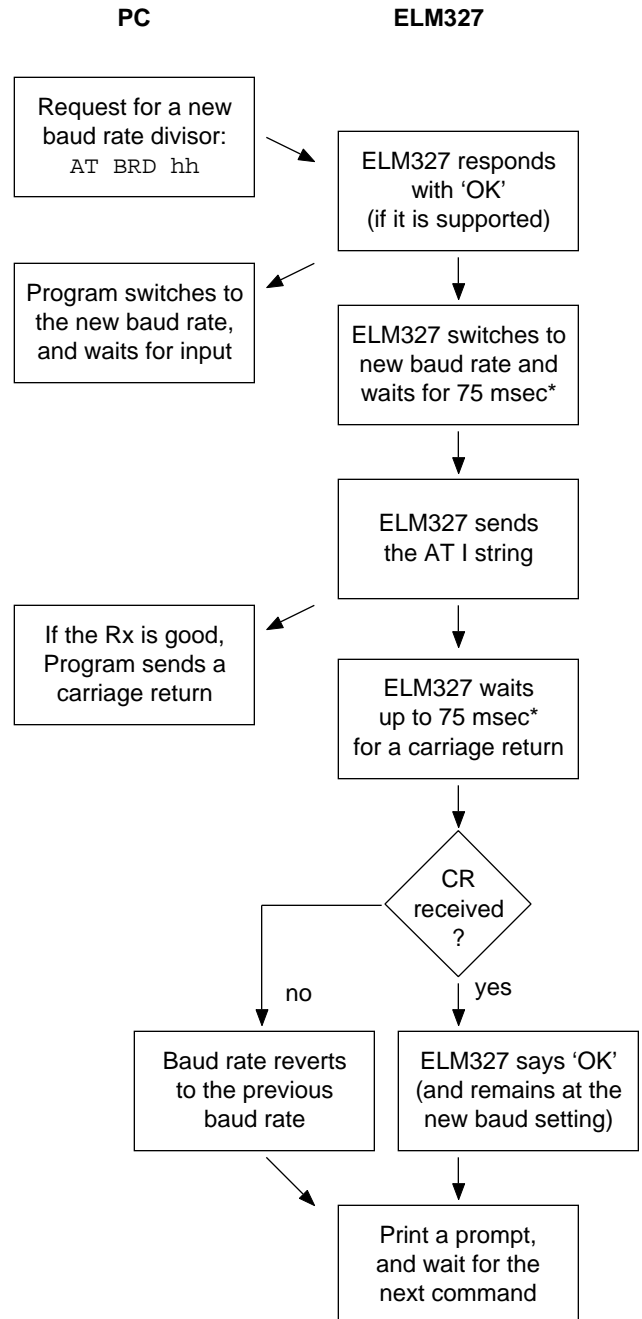 PC
ELM327
Request for a new
baud rate divisor:
AT BRD hh
ELM327 responds
with ‘OK’
(if it is supported)
Program switches to
the new baud rate,
and waits for input
ELM327 switches to
new baud rate and
waits for 75 msec*
ELM327 sends
the AT I string
If the Rx is good,
Program sends a
carriage return
ELM327 waits
up to 75 msec*
for a carriage return
CR
received
?
no
yes
Baud rate reverts
to the previous
baud rate
ELM327 says ‘OK’
(and remains at the
new baud setting)
Print a prompt,
and wait for the
next command